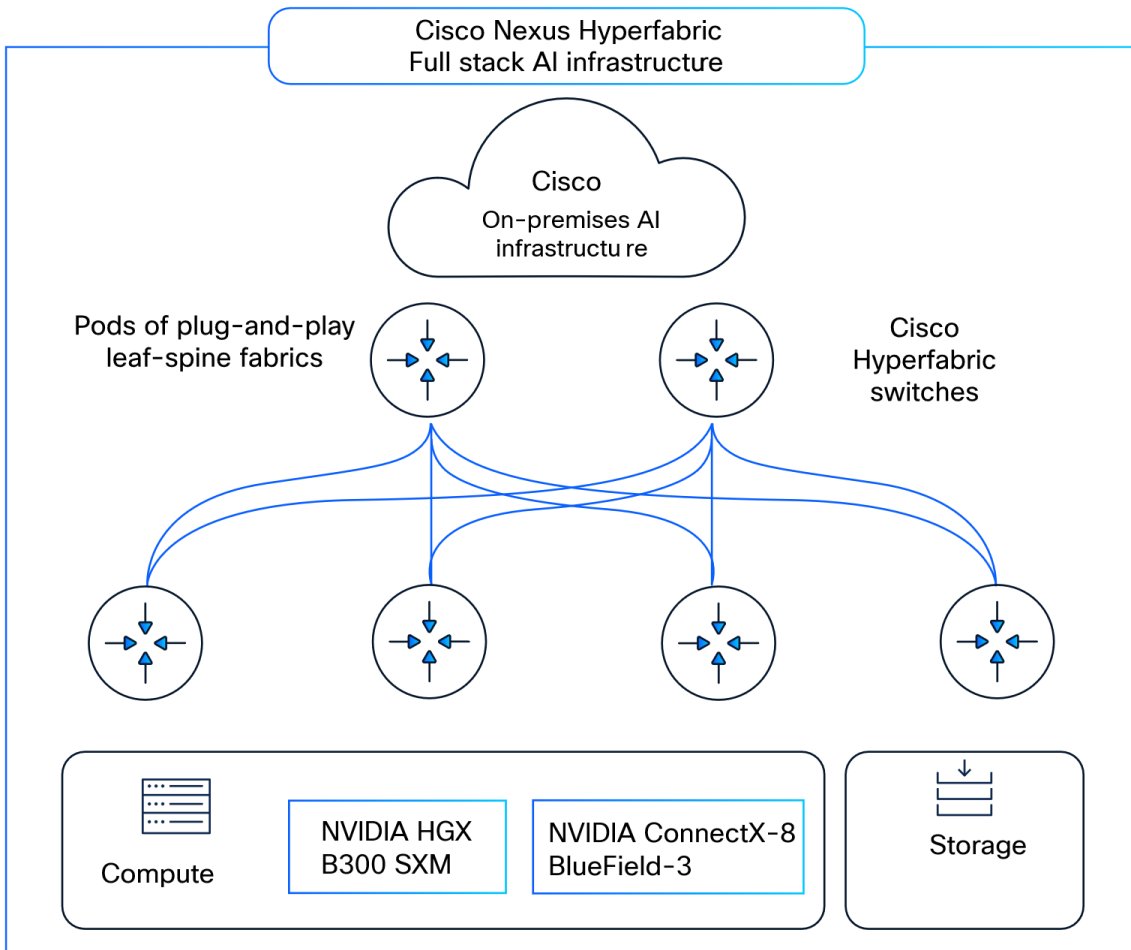 Cisco Nexus Hyperfabric
Full stack AI infrastructure
Cisco
On-premises AI
infrastructu re
Pods of plug-and-play
leaf-spine fabrics
Cisco
Hyperfabric
switches
Compute
NVIDIA HGX
B300 SXM
NVIDIA ConnectX-8
BlueField-3
Storage